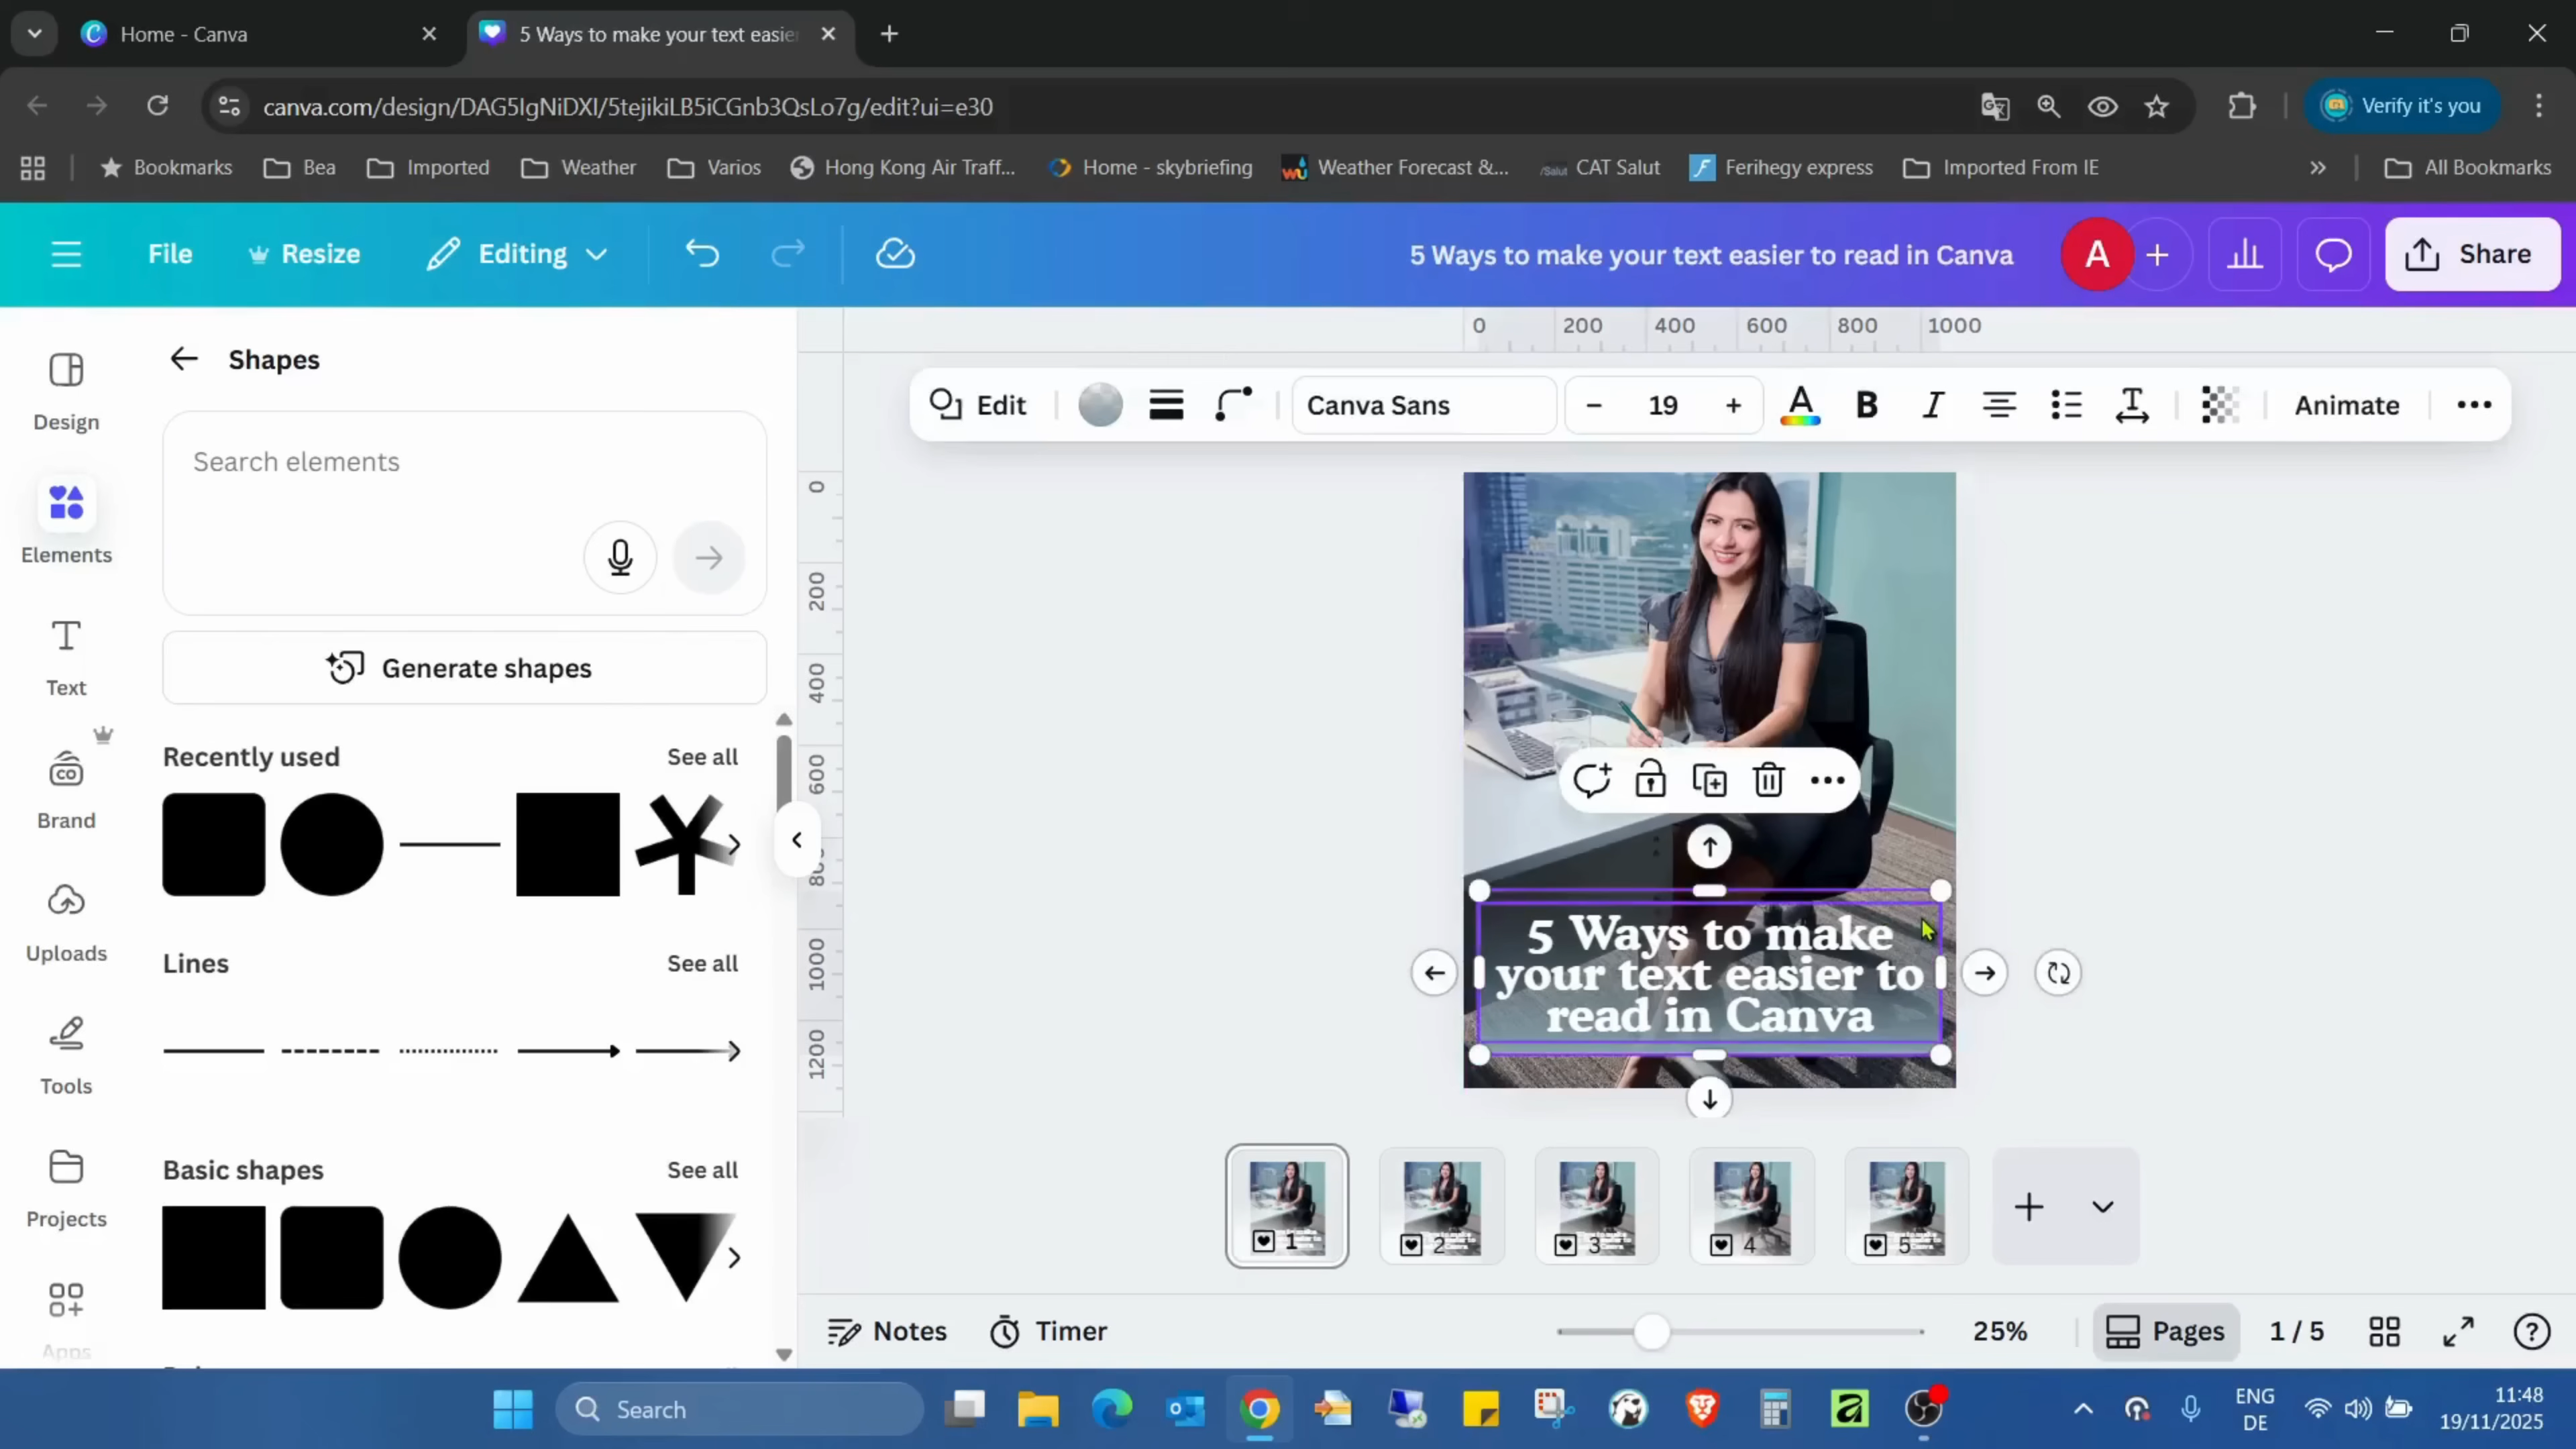 Home - Canva
5 Ways to make your text easie
canva.com/design/DAG5IgNiDXI/5tejikiLB5iCGnb3QsLo7g/edit?ui=e30
Verify it's you
Bookmarks
Bea
Imported
Weather
Varios
Hong Kong Air Traff...
Home - skybriefing
Weather Forecast &...
CAT Salut
Ferihegy express
Imported From IE
All Bookmarks
File
Resize
Editing
5 Ways to make your text easier to read in Canva
A
Share
0 200 400 600 800 1000
Design
Shapes
Edit
Canva Sans
19
Animate
Search elements
Elements
Generate shapes
Text
Recently used
See all
Brand
Uploads
Lines
See all
Tools
Basic shapes
See all
Projects
Apps
0
200
400
600
1000
1200
5 Ways to make
your text easier to
read in Canva
1
2
3
4
5
Notes
Timer
25%
Pages
1 / 5
Search
ENG
DE
11:48
19/11/2025